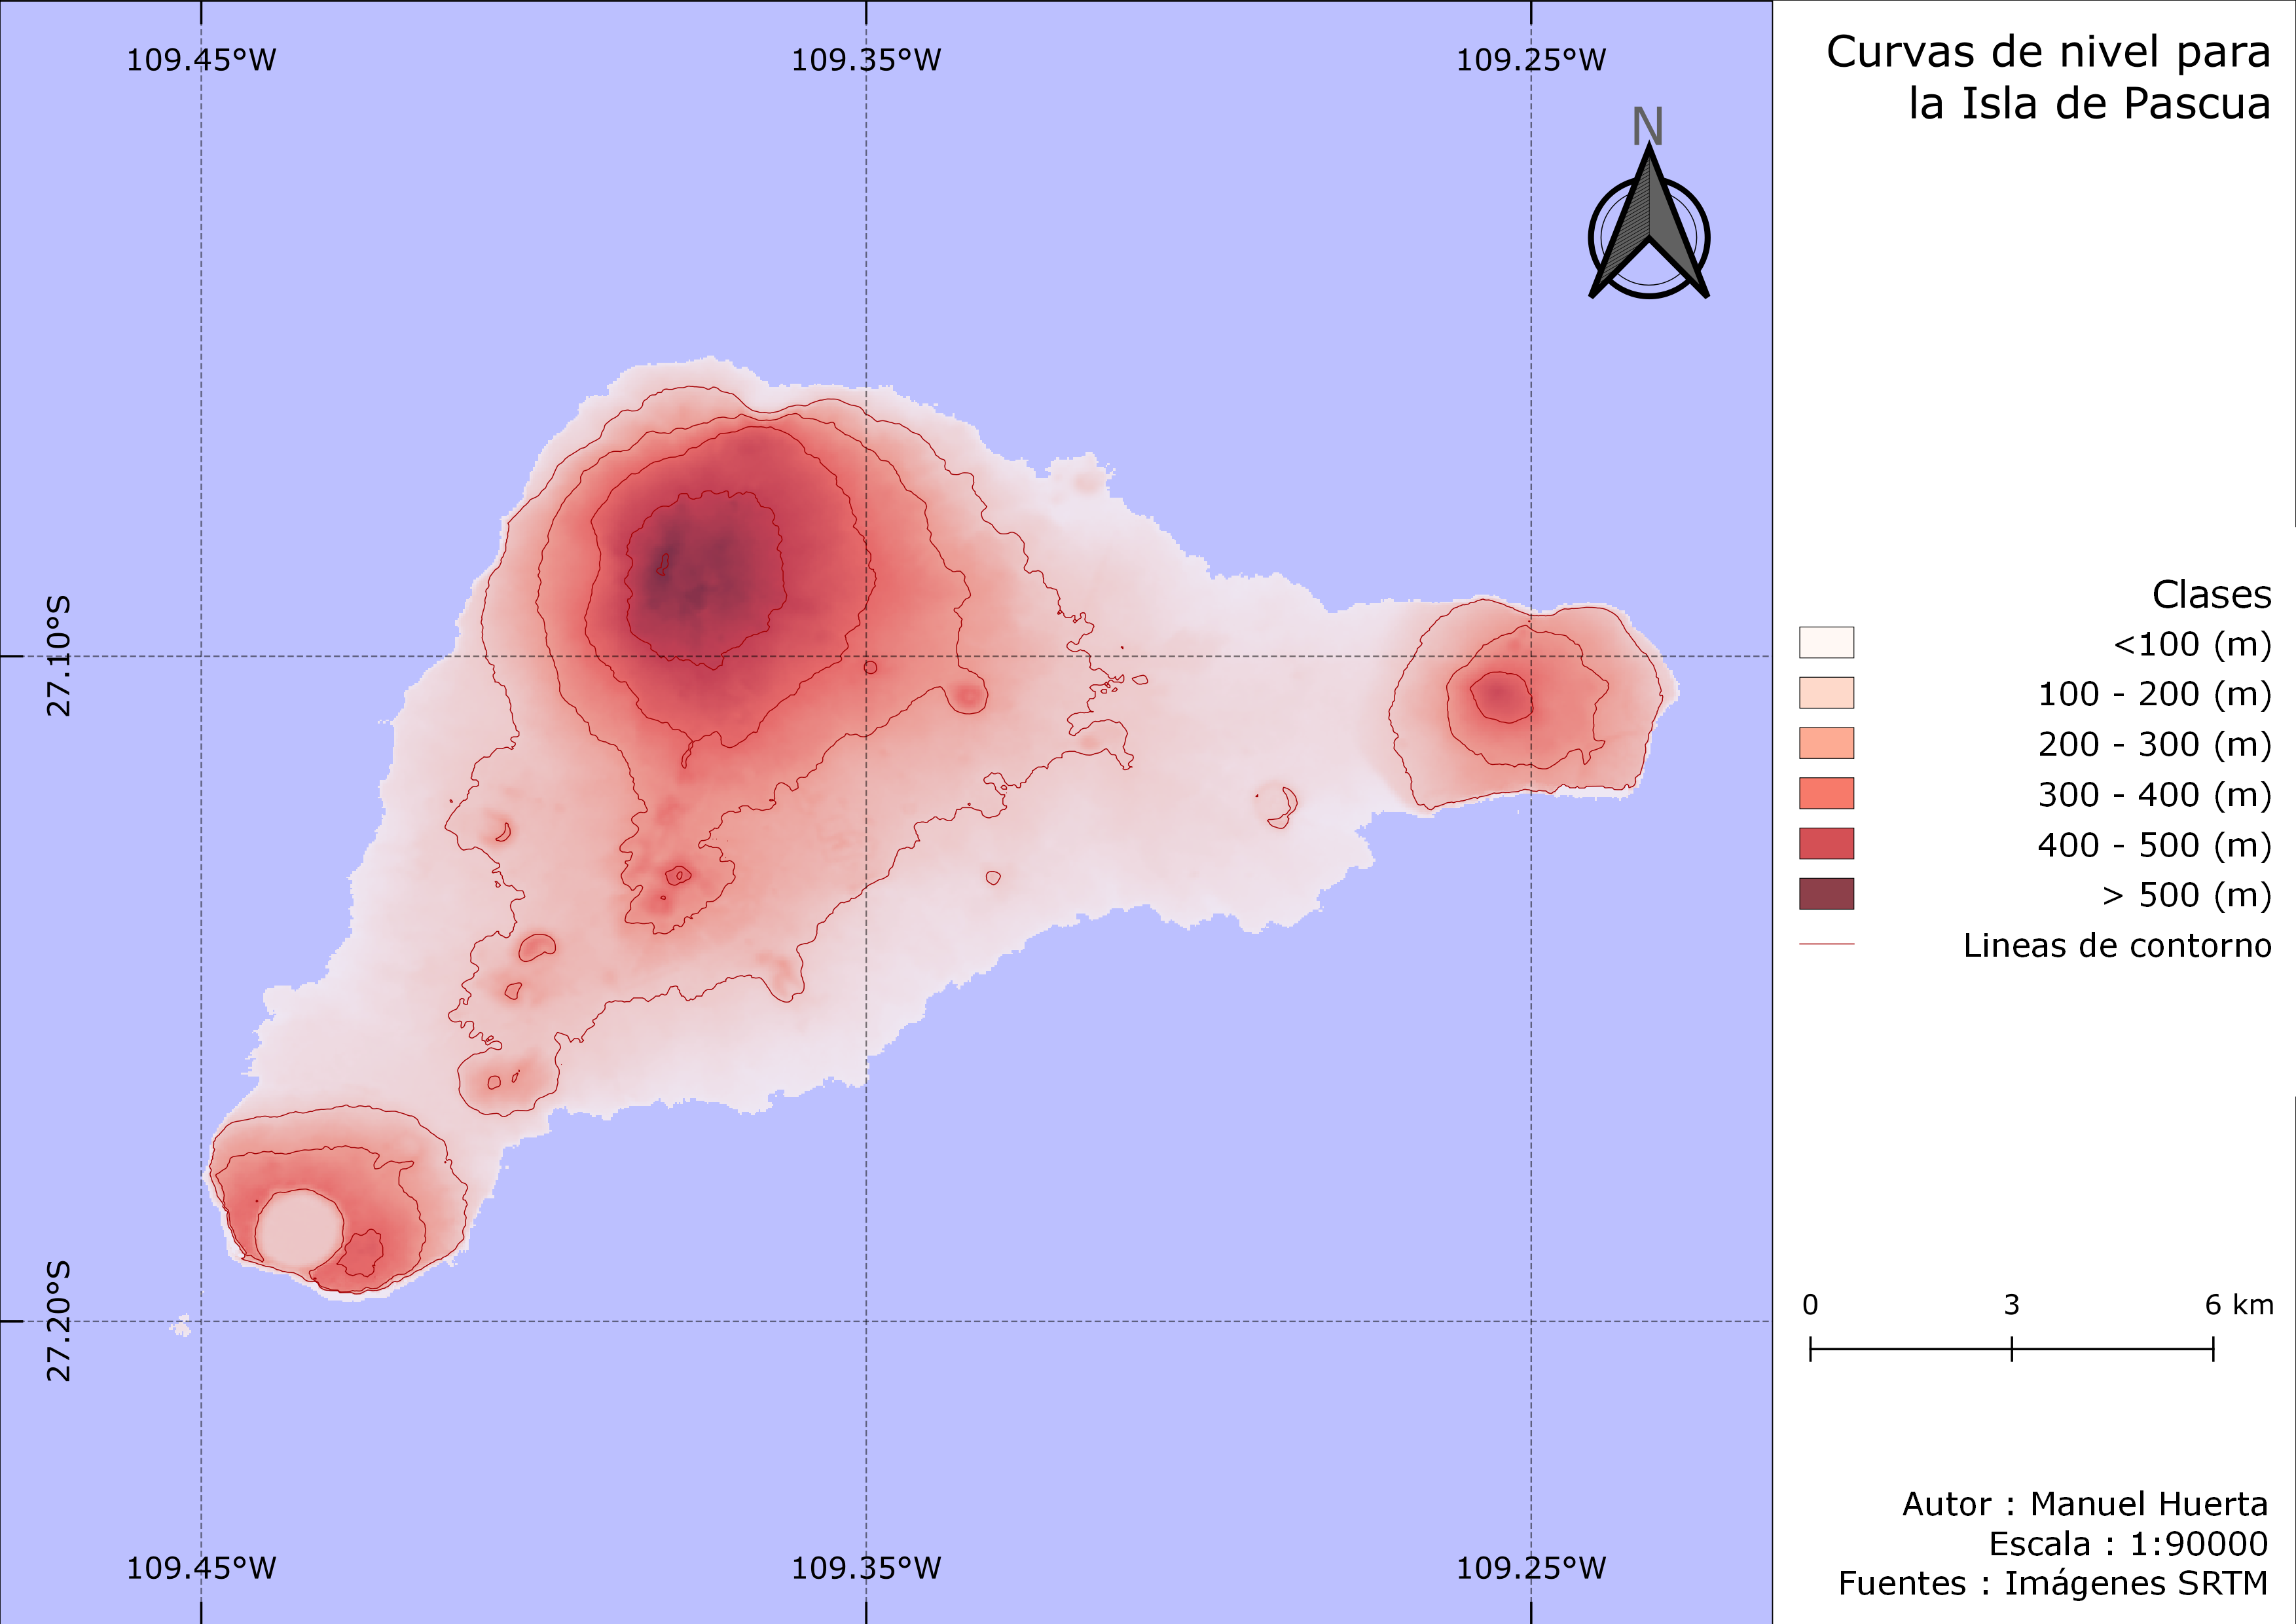 109.45°W
109.35°W
109.25°W
N
27.10°S
27.20°S
109.45°W
109.35°W
109.25°W
Curvas de nivel para
la Isla de Pascua
Clases
<100 (m)
100 - 200 (m)
200 - 300 (m)
300 - 400 (m)
400 - 500 (m)
> 500 (m)
Lineas de contorno
0 3 6 km
Autor : Manuel Huerta
Escala : 1:90000
Fuentes : Imágenes SRTM